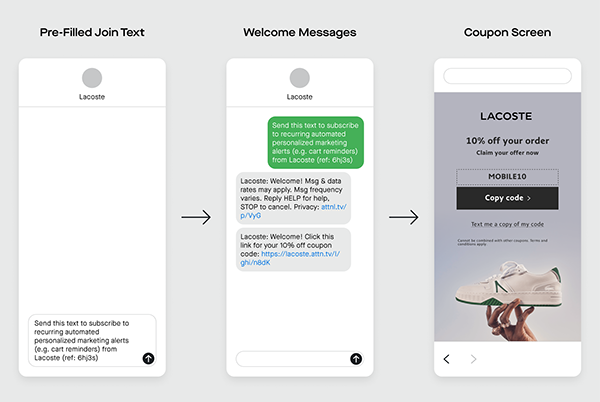 Pre-Filled Join Text
Welcome Messages
Coupon Screen
Lacoste
Send this text to subscribe to
recurring automated
personalized marketing alerts
(e.g. cart reminders) from
Lacoste (ref: 6hj3s)
Lacoste
Send this text to subscribe
to recurring automated
personalized marketing
alerts (e.g. cart reminders)
from Lacoste (ref: 6hj3s)
Lacoste: Welcome! Msg & data
rates may apply. Msg frequency
varies. Reply HELP for help,
STOP to cancel. Privacy: attnl.tv/
p/VyG
Lacoste: Welcome! Click this
link for your 10% off coupon
code: https://lacoste.attn.tv/l/
ghi/n8dK
LACOSTE
10% off your order
Claim your offer now
MOBILE10
Copy code >
Text me a copy of my code
Cannot be combined with other coupons. Terms and
conditions apply.